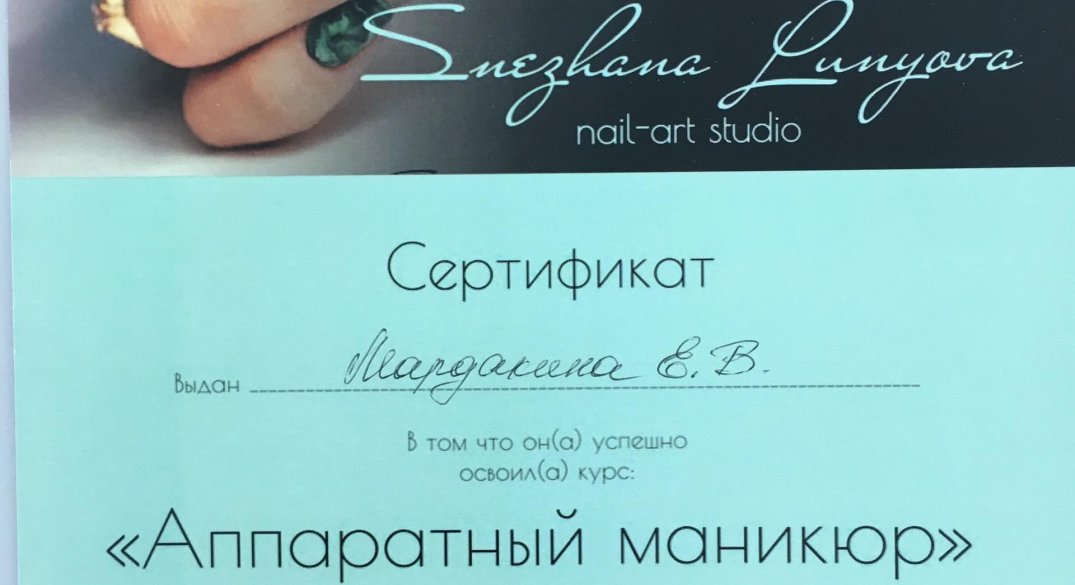 Snezhana Lunyova
nail-art studio
Сертификат
Выдан Мардакина Е. В.
В том что он(а) успешно
освоил(а) курс:
«Аппаратный маникюр»